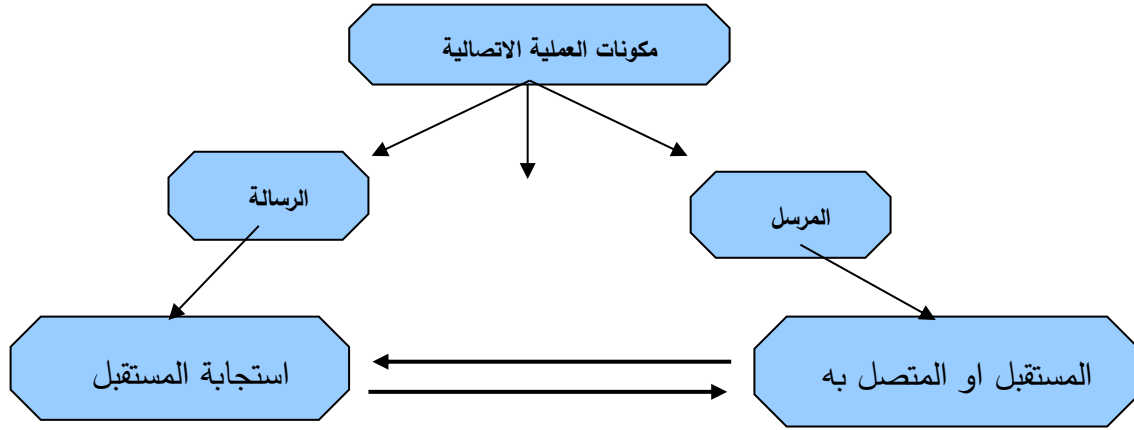 مكونات العملية الاتصالية
المرسل
الرسالة
المستقبل او المتصل به
استجابة المستقبل